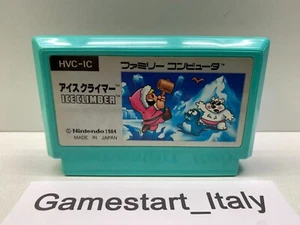 HVC-IC
ファミリー コンピュータ
アイスクライマー
ICE CLIMBER
© Nintendo 1984
MADE IN JAPAN
Gamestart_Italy